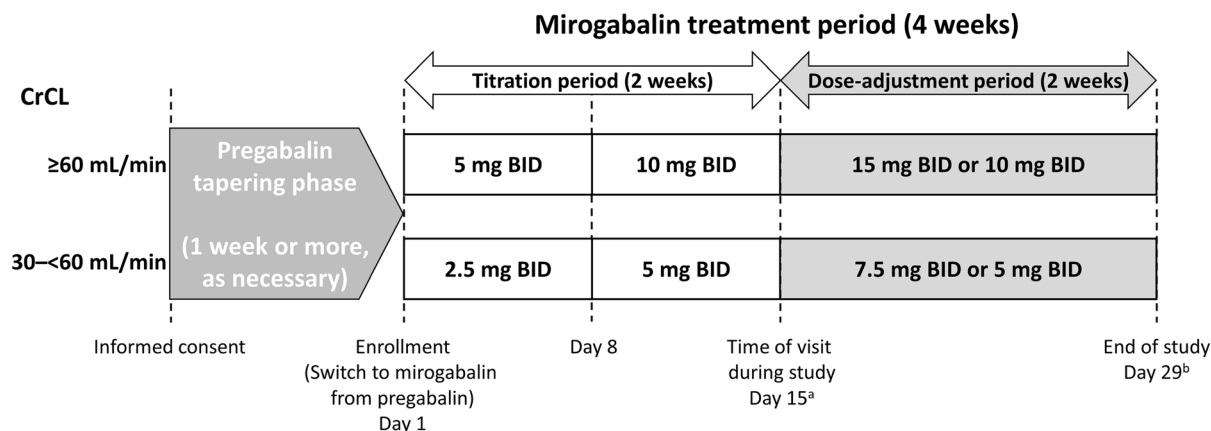 Mirogabalin treatment period (4 weeks)
Titration period (2 weeks)
Dose-adjustment period (2 weeks)
CrCL
≥60 mL/min
Pregabalin
tapering phase
(1 week or more,
as necessary)
5 mg BID
10 mg BID
15 mg BID or 10 mg BID
30–<60 mL/min
2.5 mg BID
5 mg BID
7.5 mg BID or 5 mg BID
Informed consent
Enrollment
(Switch to mirogabalin
from pregabalin)
Day 1
Day 8
Time of visit
during study
Day 15ᵃ
End of study
Day 29ᵇ